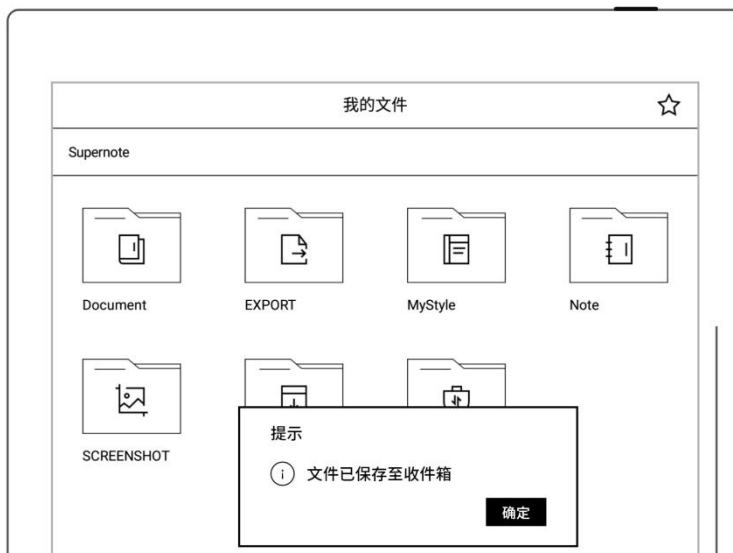 我的文件
Supernote
Document
EXPORT
MyStyle
Note
SCREENSHOT
提示
文件已保存至收件箱
确定